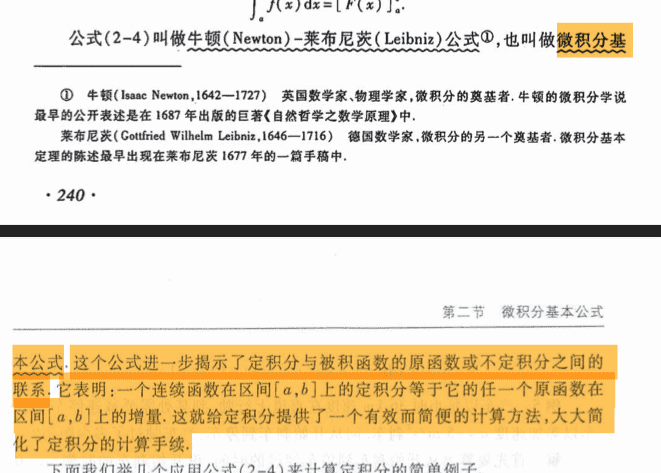 ∫ₐ f(x)dx=[F(x)]ₐ.
公式(2-4)叫做牛顿(Newton)-莱布尼茨(Leibniz)公式①,也叫做微积分基
① 牛顿(Isaac Newton,1642—1727) 英国数学家、物理学家,微积分的奠基者.牛顿的微积分学说
最早的公开表述是在 1687 年出版的巨著《自然哲学之数学原理》中.
莱布尼茨(Gottfried Wilhelm Leibniz,1646—1716) 德国数学家,微积分的另一个奠基者.微积分基本
定理的陈述最早出现在莱布尼茨 1677 年的一篇手稿中.
· 240 ·
第二节 微积分基本公式
本公式.这个公式进一步揭示了定积分与被积函数的原函数或不定积分之间的
联系.它表明:一个连续函数在区间[a,b]上的定积分等于它的任一个原函数在
区间[a,b]上的增量.这就给定积分提供了一个有效而简便的计算方法,大大简
化了定积分的计算手续.
下面我们举几个应用公式(2-4)来计算定积分的简单例子.